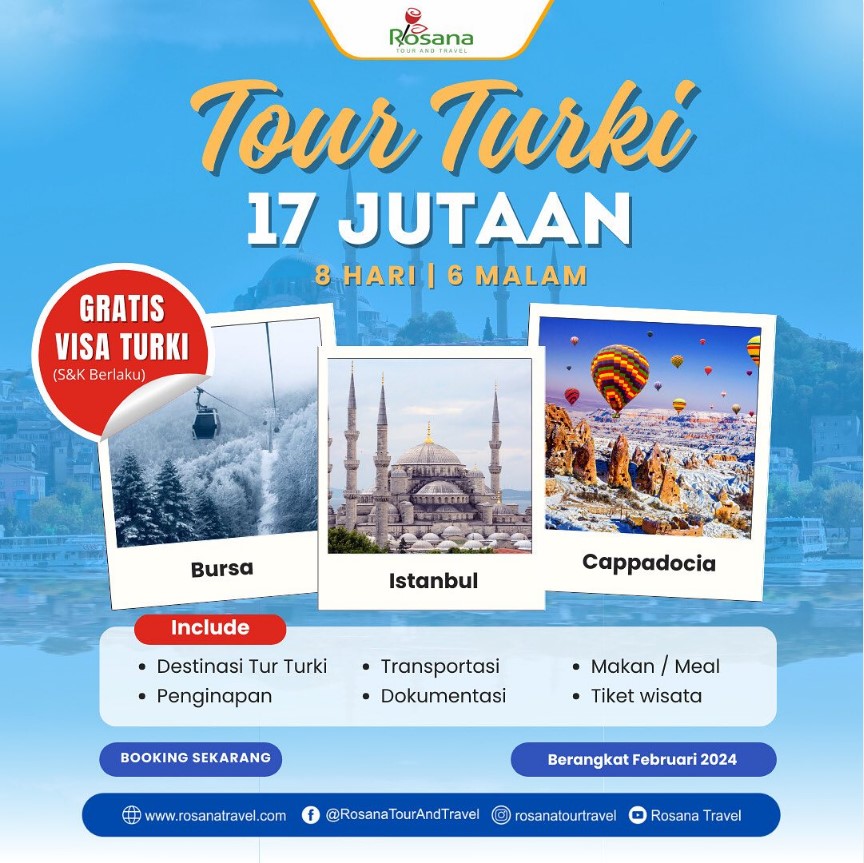 Rosana
TOUR AND TRAVEL
Tour Turki
17 JUTAAN
8 HARI | 6 MALAM
GRATIS
VISA TURKI
(S&K Berlaku)
Bursa
Istanbul
Cappadocia
Include
• Destinasi Tur Turki
• Penginapan
• Transportasi
• Dokumentasi
• Makan / Meal
• Tiket wisata
BOOKING SEKARANG
Berangkat Februari 2024
www.rosanatravel.com @RosanaTourAndTravel rosanatourtravel Rosana Travel